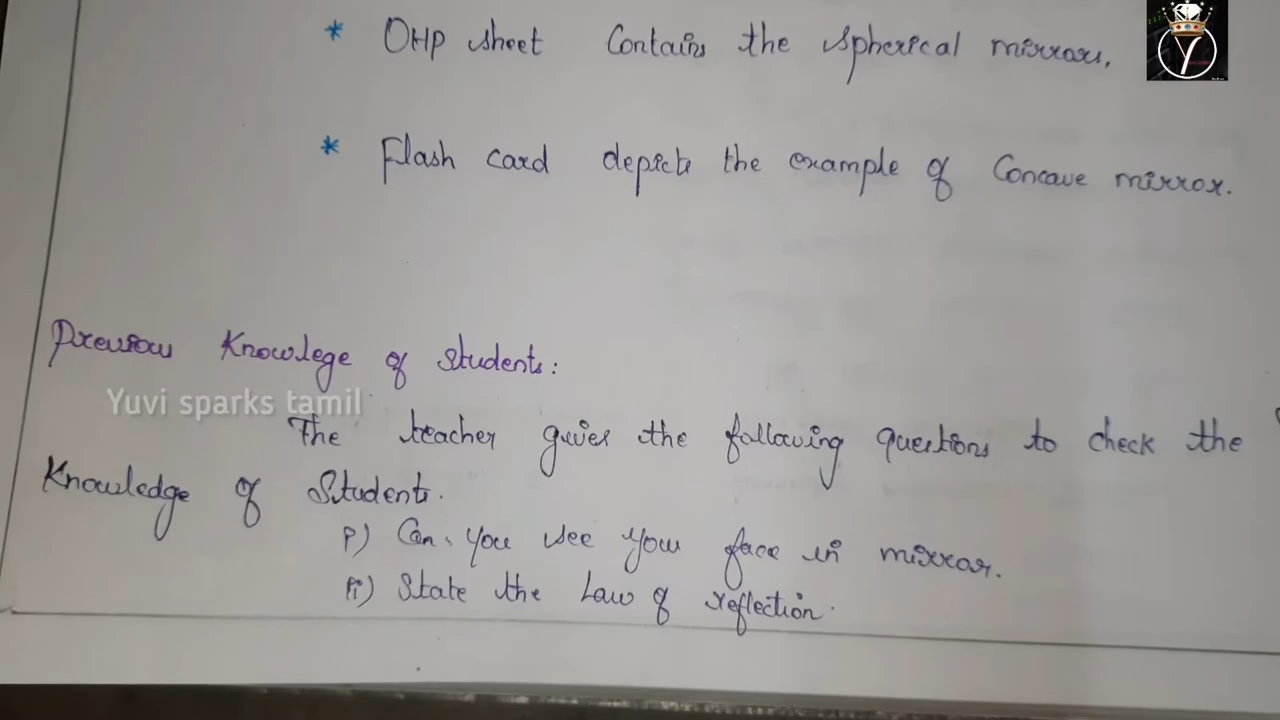 * OHP sheet Contains the spherical mirrors.
* Flash card depicts the example of Concave mirror.
Previous Knowlege of students:
Yuvi sparks tamil
The teacher gives the following questions to check the
Knowledge of Students.
i) Can you see your face in mirror.
ii) State the Law of reflection.